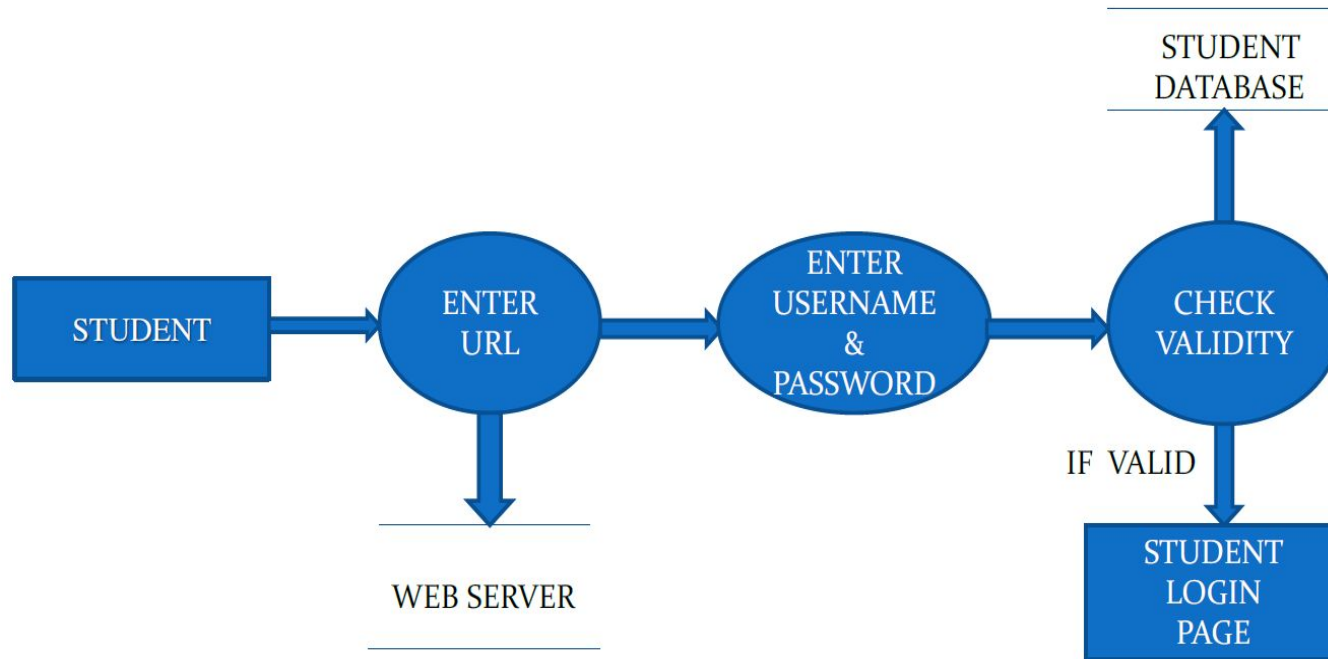 STUDENT
DATABASE
STUDENT
ENTER
URL
ENTER
USERNAME
&
PASSWORD
CHECK
VALIDITY
IF VALID
WEB SERVER
STUDENT
LOGIN
PAGE